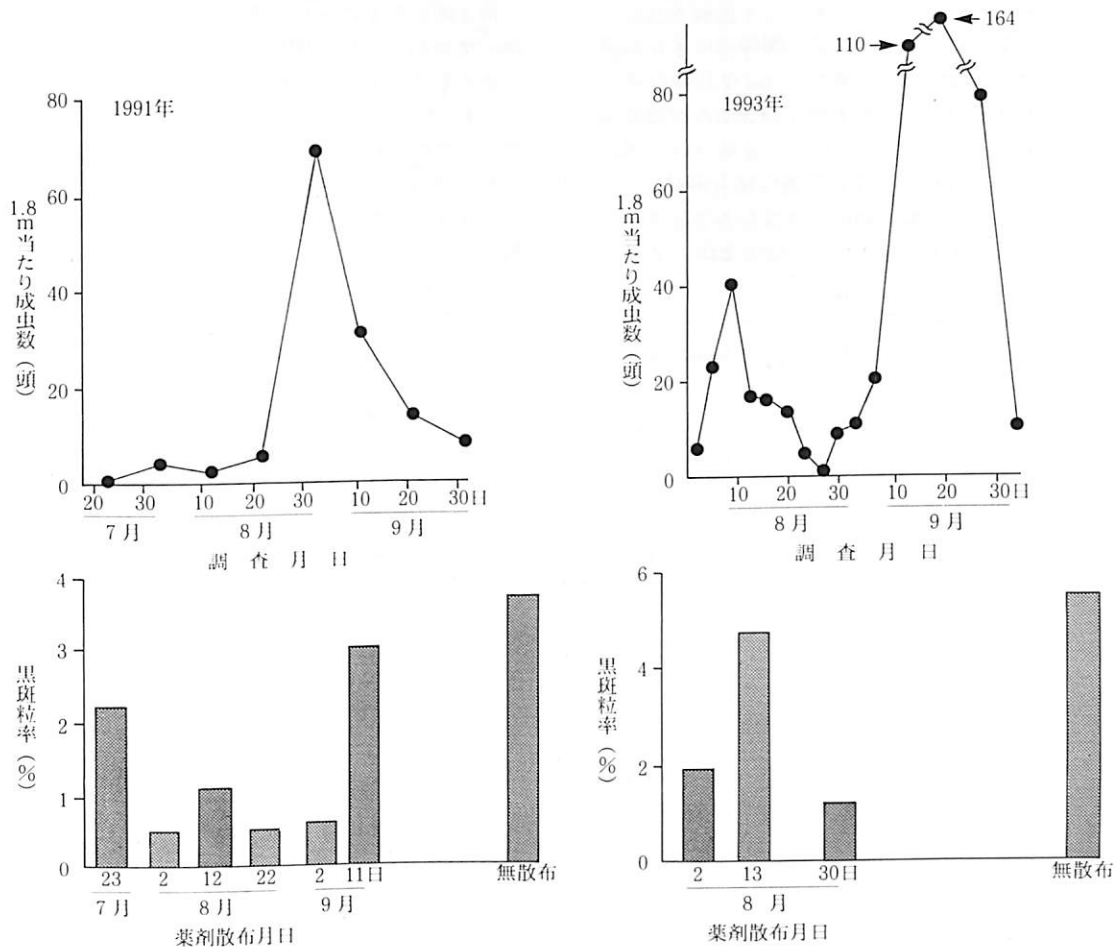 1991年
80
60
40
20
0
1.8m当たり成虫数（頭）
20 30 10 20 30 10 20 30日
7月 8月 9月
調査月日
1993年
110
164
80
60
40
20
0
1.8m当たり成虫数（頭）
10 20 30 10 20 30日
8月 9月
調査月日
4
3
2
1
0
黒斑粒率（%）
23 2 12 22 2 11日 無散布
7月 8月 9月
薬剤散布月日
6
4
2
0
黒斑粒率（%）
2 13 30日 無散布
8月
薬剤散布月日